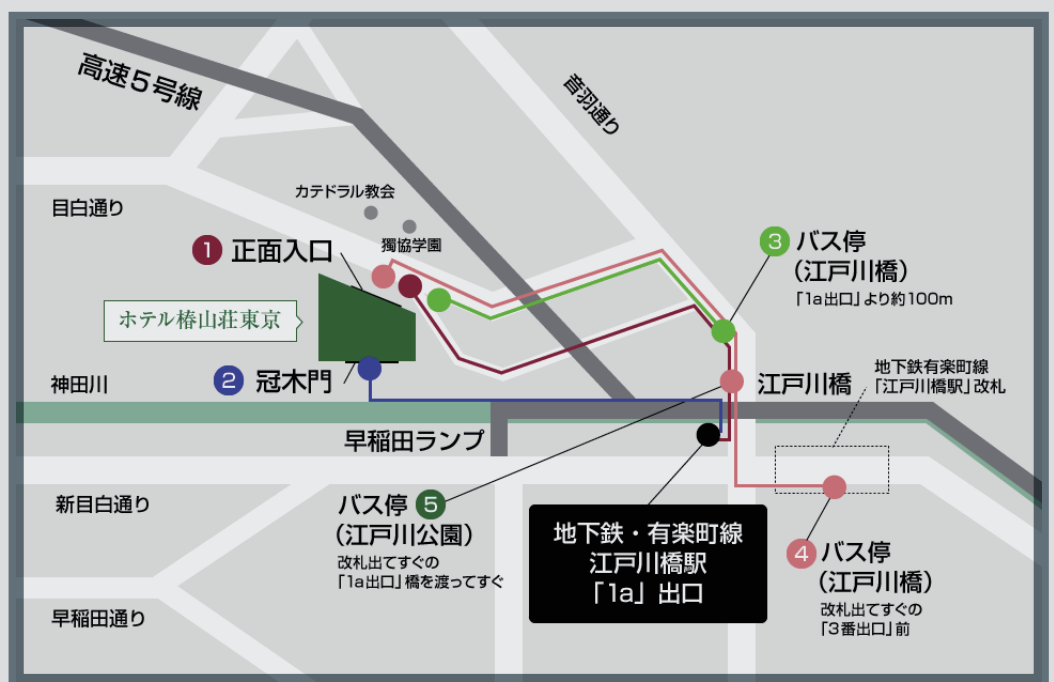 高速5号線
音羽通り
目白通り
カテドラル教会
獨協学園
1 正面入口
3 バス停
(江戸川橋)
「1a出口」より約100m
ホテル椿山荘東京
2 冠木門
神田川
江戸川橋
地下鉄有楽町線
「江戸川橋駅」改札
早稲田ランプ
新目白通り
バス停 5
(江戸川公園)
改札出てすぐの
「1a出口」橋を渡ってすぐ
地下鉄・有楽町線
江戸川橋駅
「1a」出口
4 バス停
(江戸川橋)
改札出てすぐの
「3番出口」前
早稲田通り